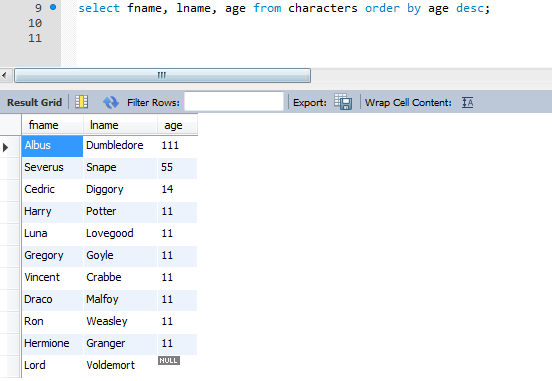 9 select fname, lname, age from characters order by age desc;
10
11
Result Grid Filter Rows: Export: Wrap Cell Content:
fname lname age
Albus Dumbledore 111
Severus Snape 55
Cedric Diggory 14
Harry Potter 11
Luna Lovegood 11
Gregory Goyle 11
Vincent Crabbe 11
Draco Malfoy 11
Ron Weasley 11
Hermione Granger 11
Lord Voldemort NULL